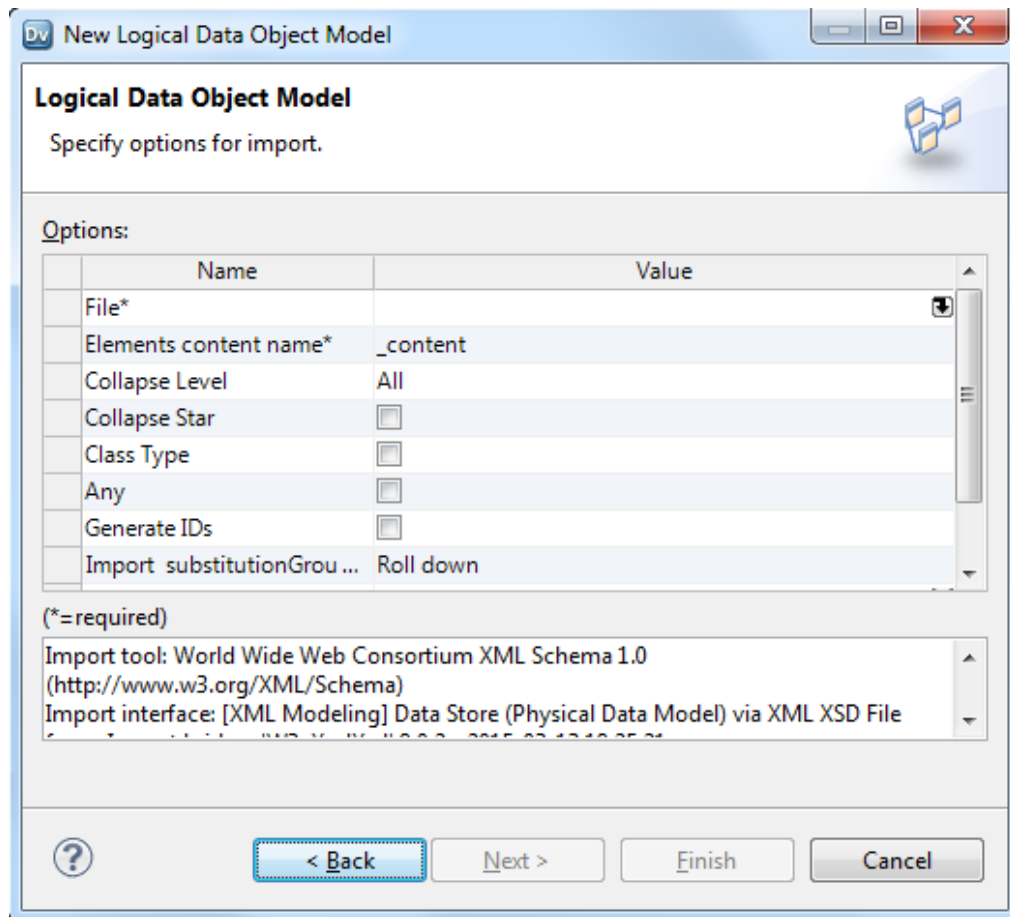 Dv New Logical Data Object Model
Logical Data Object Model
Specify options for import.
Options:
Name Value
File*
Elements content name* _content
Collapse Level All
Collapse Star
Class Type
Any
Generate IDs
Import substitutionGrou ... Roll down
(*=required)
Import tool: World Wide Web Consortium XML Schema 1.0
(http://www.w3.org/XML/Schema)
Import interface: [XML Modeling] Data Store (Physical Data Model) via XML XSD File
? < Back Next > Finish Cancel